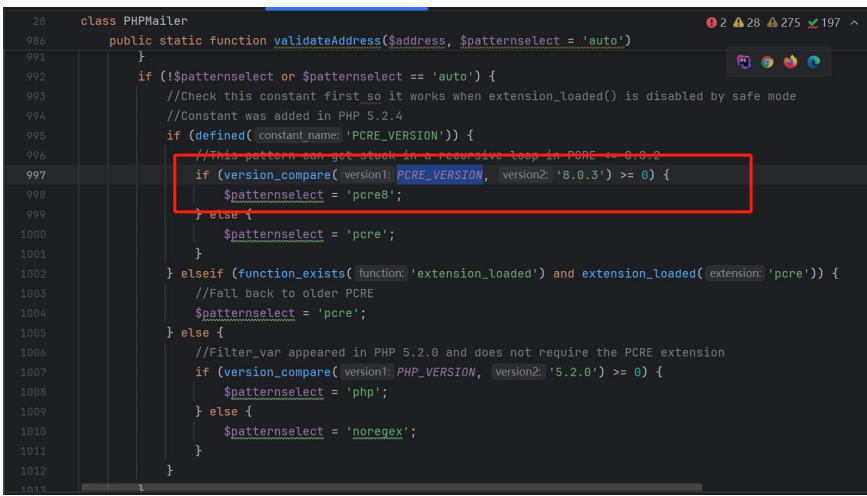 28 class PHPMailer 2 28 275 197
986 public static function validateAddress($address, $patternselect = 'auto')
991 }
992 if (!$patternselect or $patternselect == 'auto') {
993 //Check this constant first so it works when extension_loaded() is disabled by safe mode
994 //Constant was added in PHP 5.2.4
995 if (defined( constant_name: 'PCRE_VERSION')) {
996 //This pattern can get stuck in a recursive loop in PCRE <= 8.0.2
997 if (version_compare( version1: PCRE_VERSION, version2: '8.0.3') >= 0) {
998 $patternselect = 'pcre8';
999 } else {
1000 $patternselect = 'pcre';
1001 }
1002 } elseif (function_exists( function: 'extension_loaded') and extension_loaded( extension: 'pcre')) {
1003 //Fall back to older PCRE
1004 $patternselect = 'pcre';
1005 } else {
1006 //Filter_var appeared in PHP 5.2.0 and does not require the PCRE extension
1007 if (version_compare( version1: PHP_VERSION, version2: '5.2.0') >= 0) {
1008 $patternselect = 'php';
1009 } else {
1010 $patternselect = 'noregex';
1011 }
1012 }
1013 }